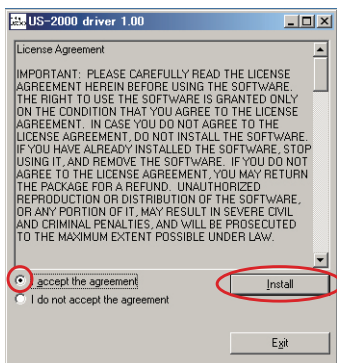 US-2000 driver 1.00
License Agreement
IMPORTANT: PLEASE CAREFULLY READ THE LICENSE
AGREEMENT HEREIN BEFORE USING THE SOFTWARE.
THE RIGHT TO USE THE SOFTWARE IS GRANTED ONLY
ON THE CONDITION THAT YOU AGREE TO THE LICENSE
AGREEMENT. IN CASE YOU DO NOT AGREE TO THE
LICENSE AGREEMENT, DO NOT INSTALL THE SOFTWARE.
IF YOU HAVE ALREADY INSTALLED THE SOFTWARE, STOP
USING IT, AND REMOVE THE SOFTWARE. IF YOU DO NOT
AGREE TO THE LICENSE AGREEMENT, YOU MAY RETURN
THE PACKAGE FOR A REFUND. UNAUTHORIZED
REPRODUCTION OR DISTRIBUTION OF THE SOFTWARE,
OR ANY PORTION OF IT, MAY RESULT IN SEVERE CIVIL
AND CRIMINAL PENALTIES, AND WILL BE PROSECUTED
TO THE MAXIMUM EXTENT POSSIBLE UNDER LAW.
I accept the agreement
Install
I do not accept the agreement
Exit